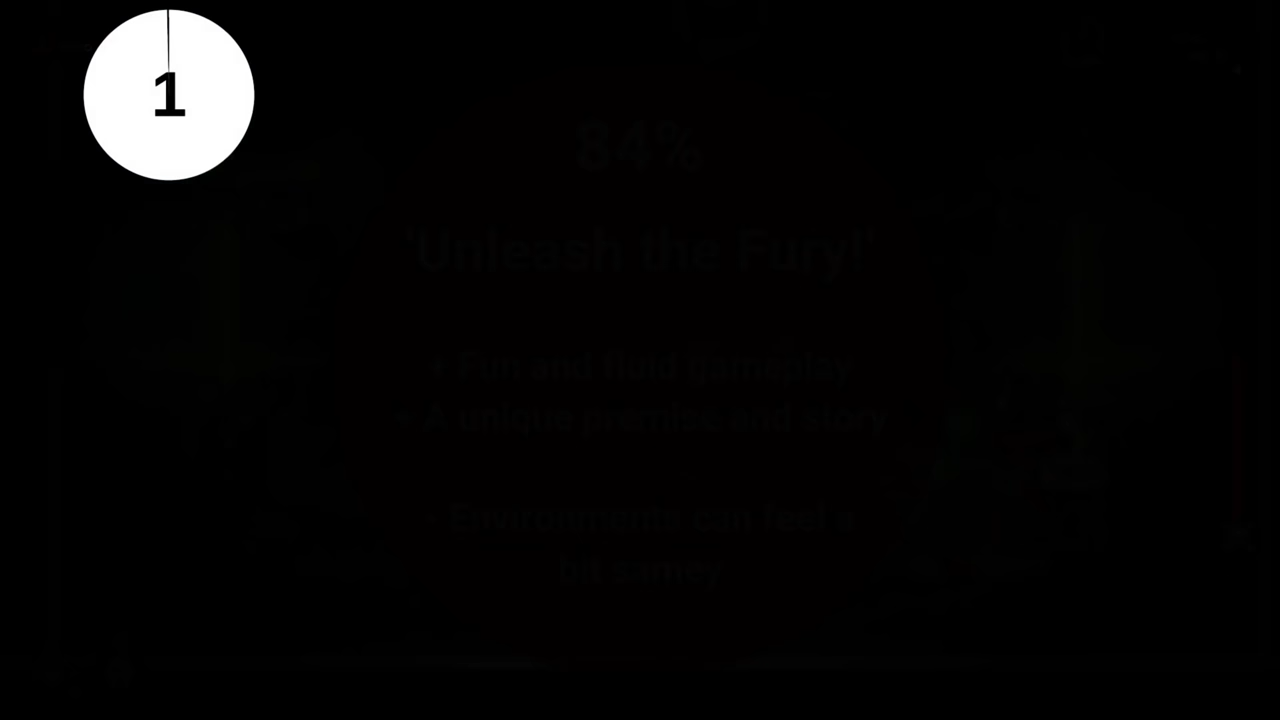 1
84%
'Unleash the Fury!'
+ Fun and fluid gameplay
+ A unique premise and story
- Environments can feel a
bit samey